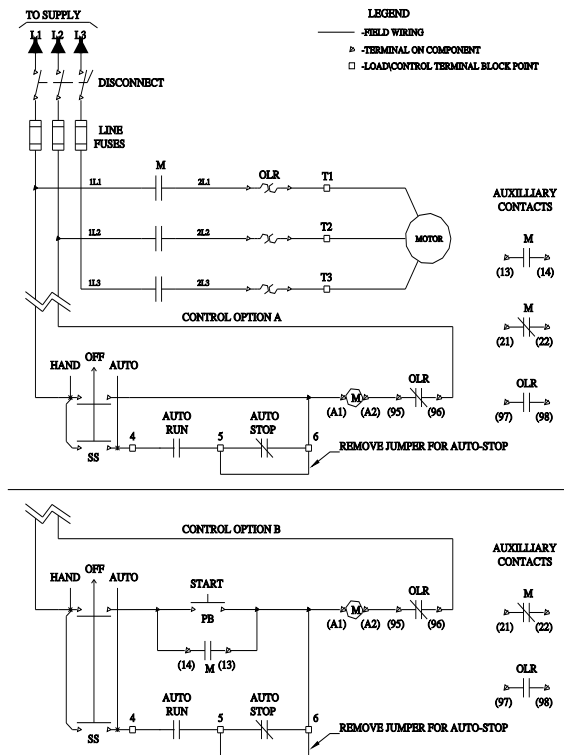 TO SUPPLY
L1 L2 L3
LEGEND
-FIELD WIRING
-TERMINAL ON COMPONENT
-LOAD\CONTROL TERMINAL BLOCK POINT
DISCONNECT
LINE
FUSES
M
OLR
T1
1L1
2L1
AUXILLIARY
CONTACTS
T2
1L2
2L2
MOTOR
M
(13) (14)
T3
1L3
2L3
CONTROL OPTION A
M
(21) (22)
HAND OFF AUTO
OLR
M
(A1) (A2) (95) (96)
OLR
(97) (98)
AUTO
RUN
AUTO
STOP
4
5
6
SS
REMOVE JUMPER FOR AUTO-STOP
CONTROL OPTION B
AUXILLIARY
CONTACTS
HAND OFF AUTO
START
PB
OLR
M
(A1) (A2) (95) (96)
M
(21) (22)
(14) M (13)
OLR
(97) (98)
AUTO
RUN
AUTO
STOP
4
5
6
SS
REMOVE JUMPER FOR AUTO-STOP